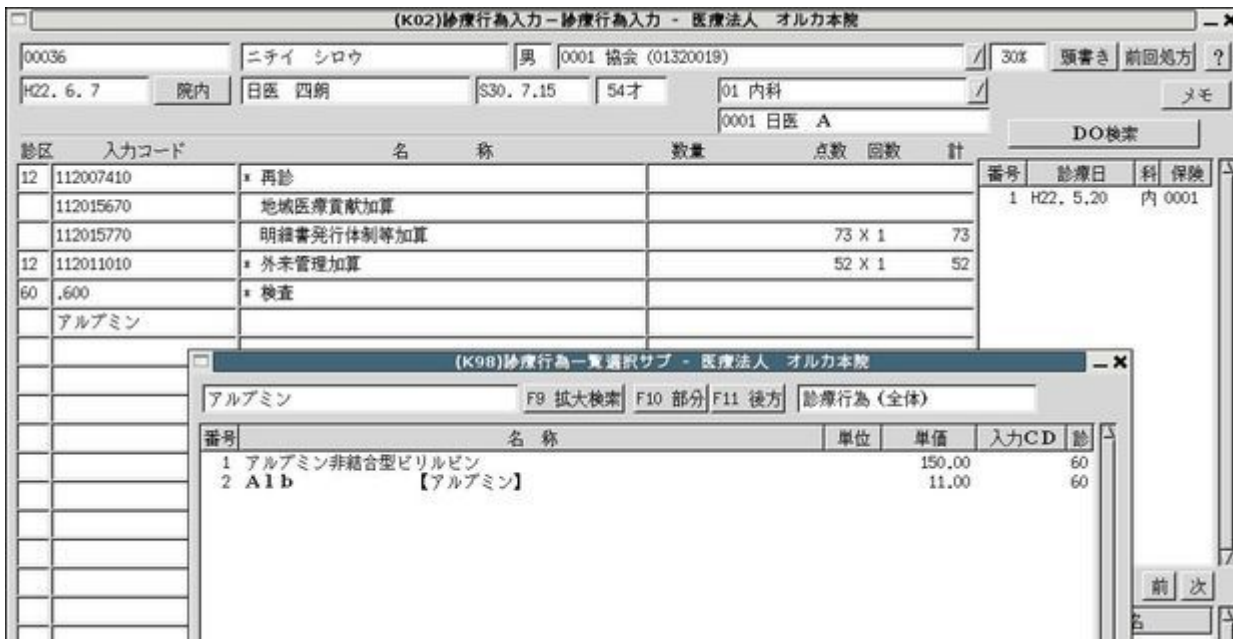 (K02)診療行為入力－診療行為入力 - 医療法人 オルカ本院
00036 ニチイ シロウ 男 0001 協会 (01320019) 30% 頭書き 前回処方 ?
H22. 6. 7 院内 日医 四朗 S30. 7.15 54才 01 内科 メモ
0001 日医 A
DO検索
診区 入力コード 名 称 数量 点数 回数 計
番号 診療日 科 保険
12 112007410 * 再診
1 H22. 5.20 内 0001
112015670 地域医療貢献加算
112015770 明細書発行体制等加算 73 X 1 73
12 112011010 * 外来管理加算 52 X 1 52
60 .600 * 検査
アルブミン
(K98)診療行為一覧選択サブ - 医療法人 オルカ本院
アルブミン F9 拡大検索 F10 部分 F11 後方 診療行為 (全体)
番号 名 称 単位 単価 入力CD 診
1 アルブミン非結合型ビリルビン 150.00 60
2 Alb 【アルブミン】 11.00 60
前 次
名